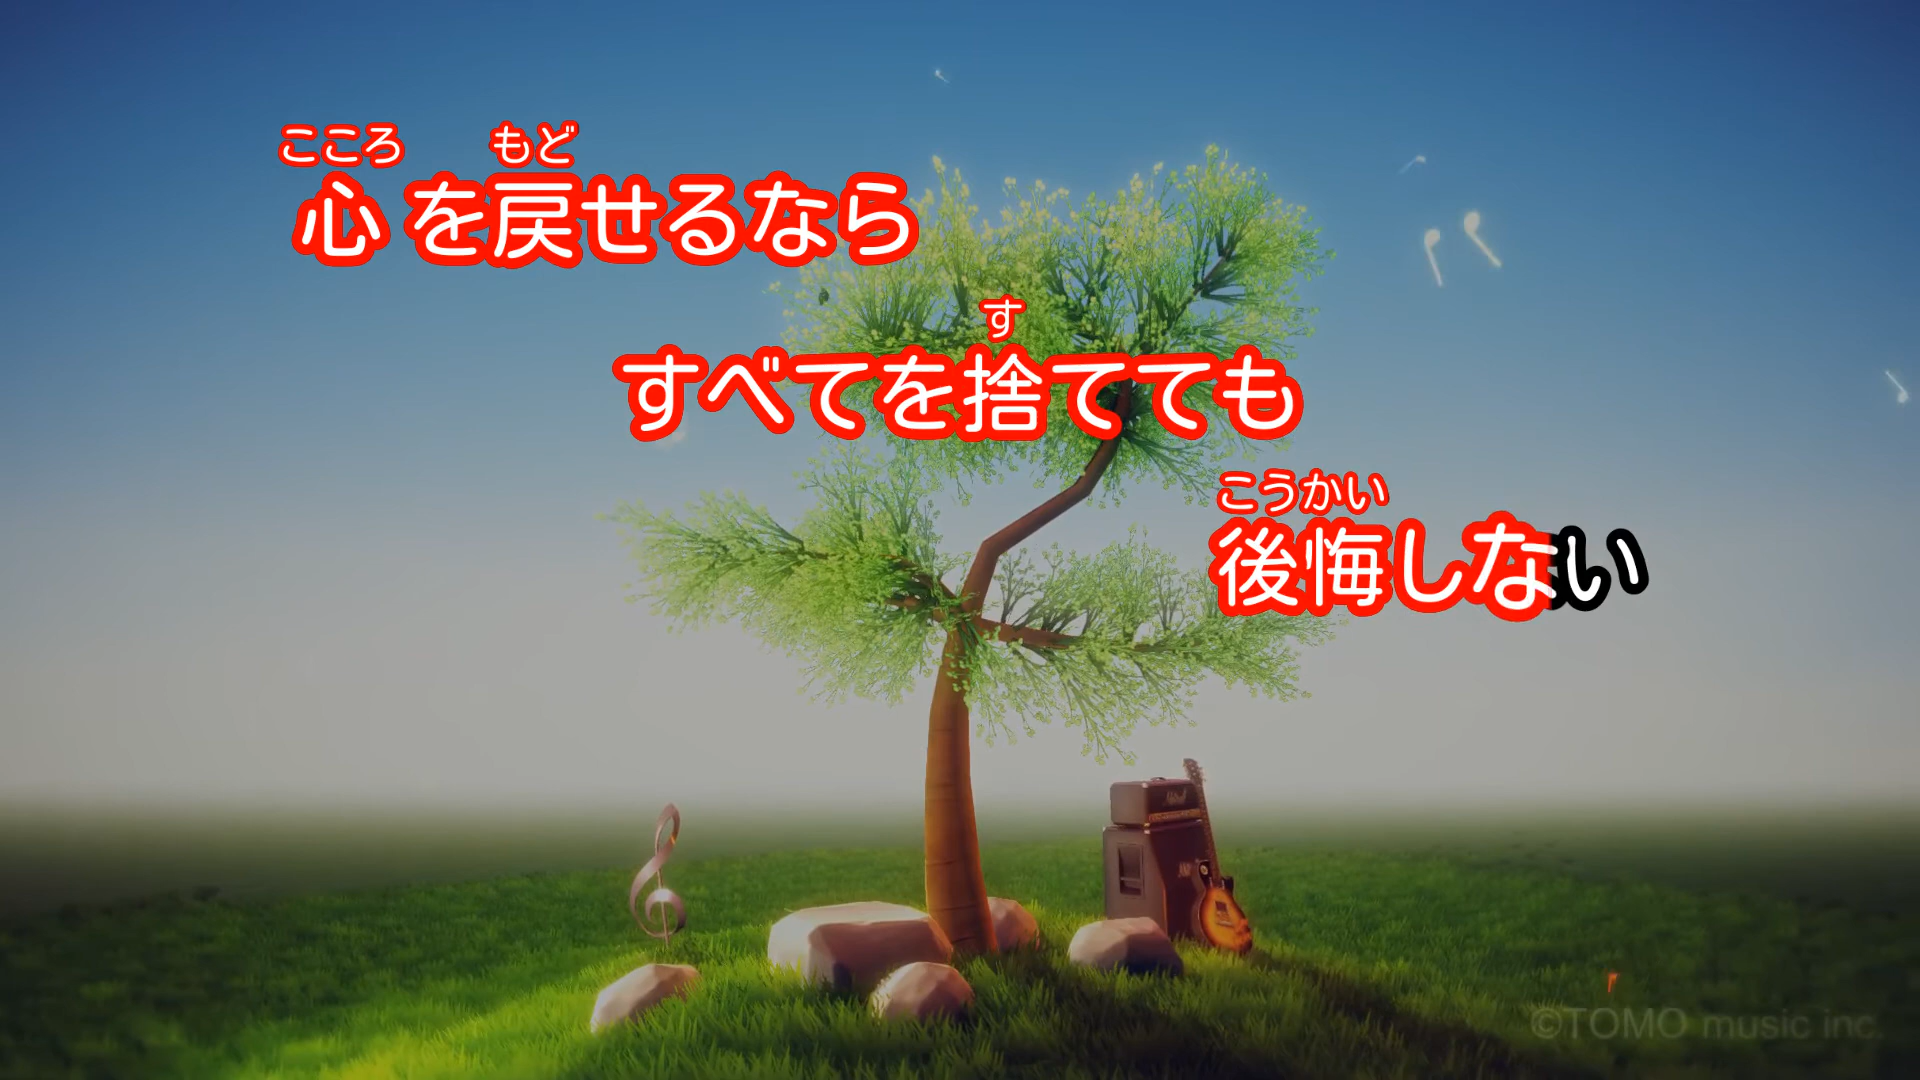 こころ もど
心を戻せるなら
す
すべてを捨てても
こうかい
後悔しない
©TOMO music inc.